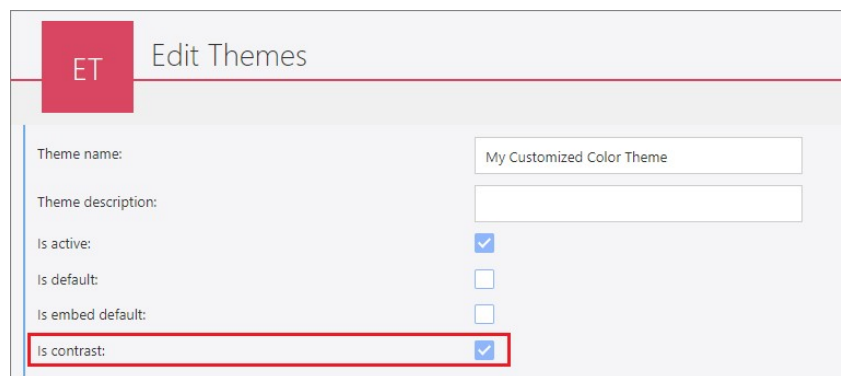 ET
Edit Themes
Theme name:
My Customized Color Theme
Theme description:
Is active:
Is default:
Is embed default:
Is contrast: